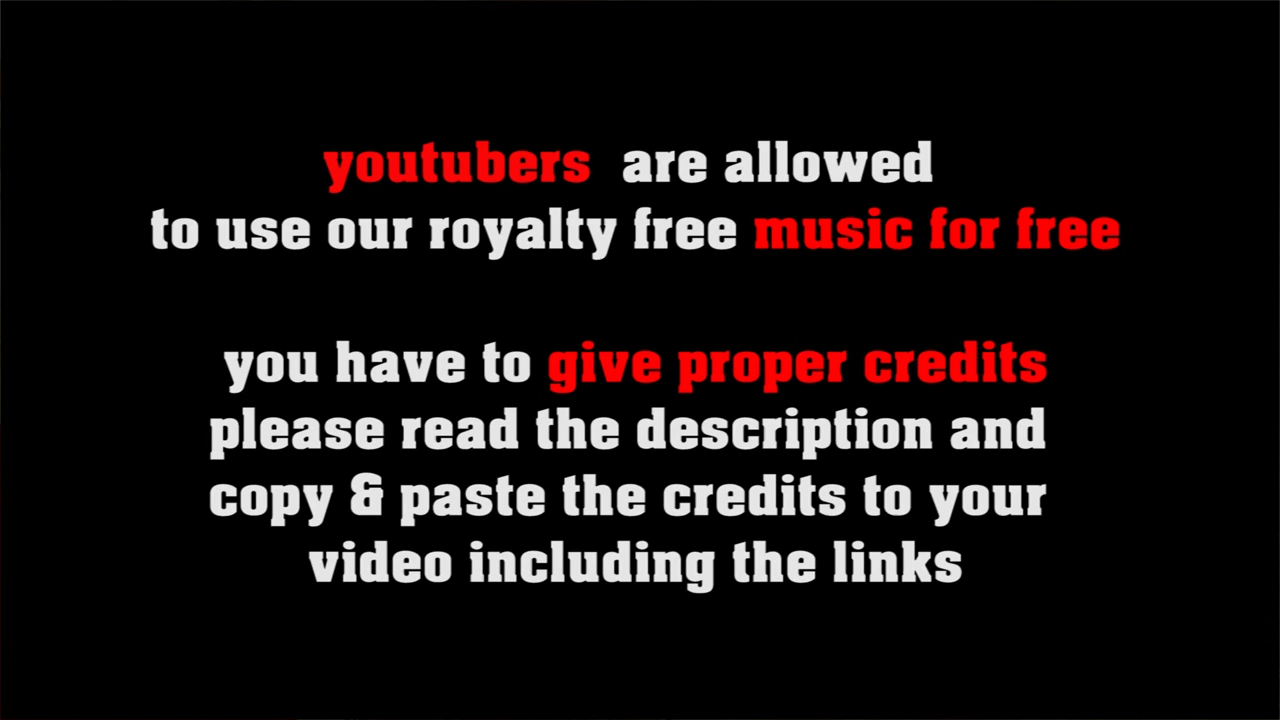 youtubers are allowed
to use our royalty free music for free
you have to give proper credits
please read the description and
copy & paste the credits to your
video including the links